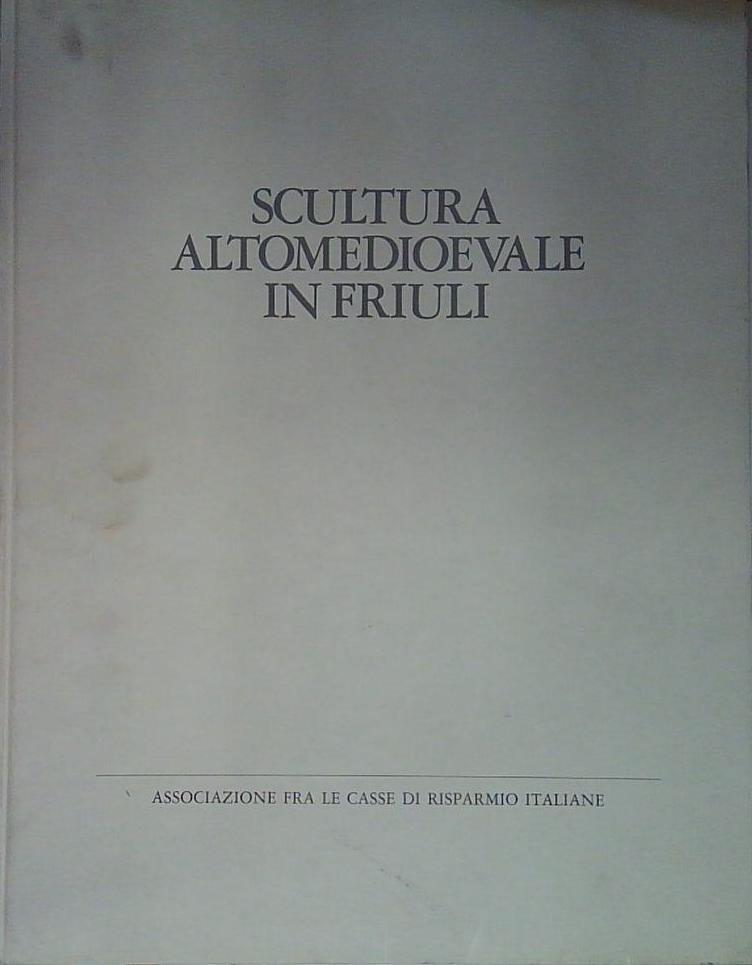 SCULTURA
ALTOMEDIOEVALE
IN FRIULI
ASSOCIAZIONE FRA LE CASSE DI RISPARMIO ITALIANE